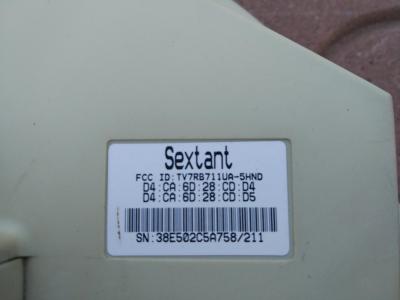 Sextant
FCC ID:TV7RB711UA-5HND
D4:CA:6D:28:CD:D4
D4:CA:6D:28:CD:D5
SN:38E502C5A758/211